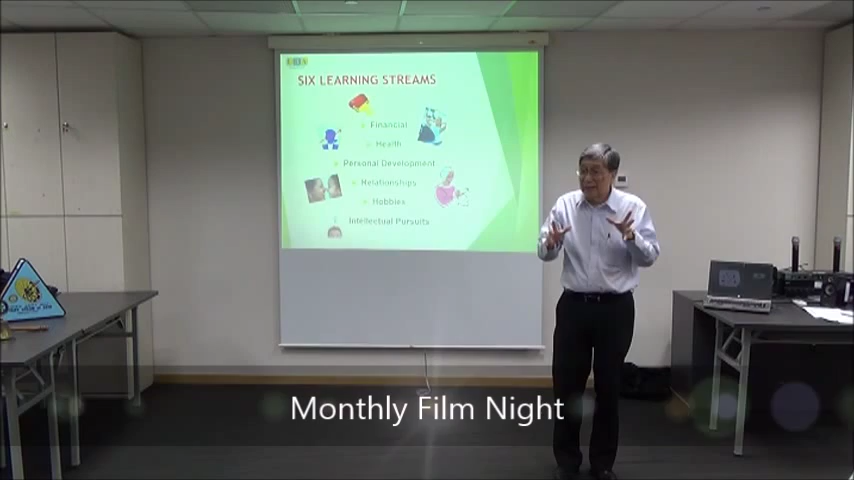 SIX LEARNING STREAMS
Financial
Health
Personal Development
Relationships
Hobbies
Intellectual Pursuits
Monthly Film Night